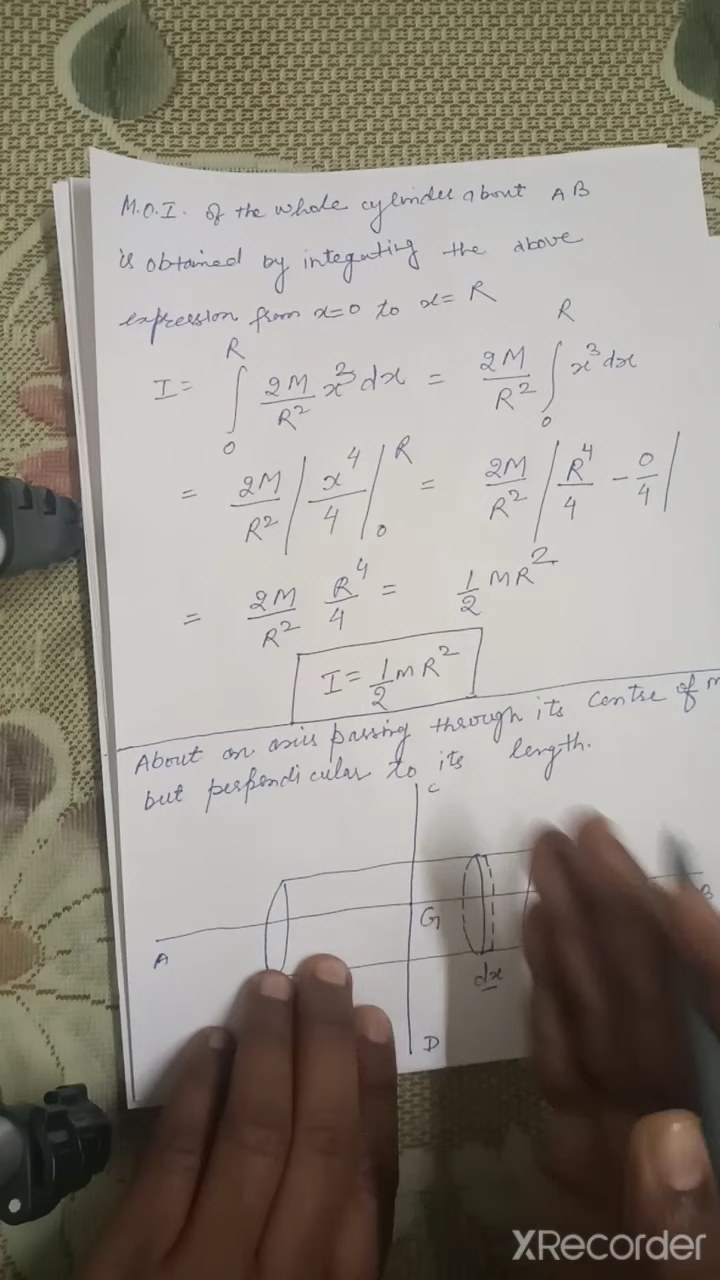 M.O.I. of the whole cylinder about AB
is obtained by integrating the above
expression from x=0 to x= R
I = ∫₀ᴿ 2M/R² x³ dx = 2M/R² ∫₀ᴿ x³ dx
= 2M/R² | x⁴/4 |₀ᴿ = 2M/R² | R⁴/4 - 0/4 |
= 2M/R² R⁴/4 = 1/2 MR²
I = 1/2 MR²
About an axis passing through its centre of
but perpendicular to its length.
C
G
B
A
dx
D
XRecorder